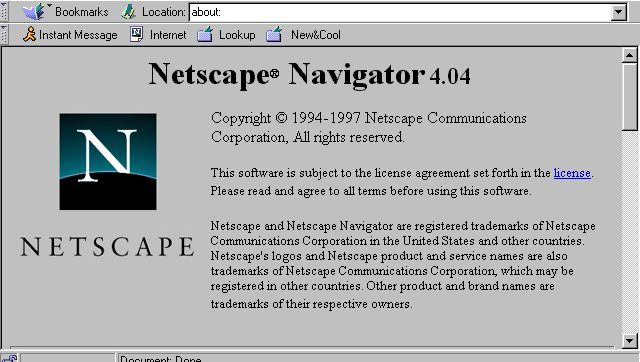 Bookmarks Location: about:
Instant Message Internet Lookup New&Cool
Netscape® Navigator 4.04
N
NETSCAPE
Copyright © 1994-1997 Netscape Communications
Corporation, All rights reserved.
This software is subject to the license agreement set forth in the license.
Please read and agree to all terms before using this software.
Netscape and Netscape Navigator are registered trademarks of Netscape
Communications Corporation in the United States and other countries.
Netscape's logos and Netscape product and service names are also
trademarks of Netscape Communications Corporation, which may be
registered in other countries. Other product and brand names are
trademarks of their respective owners.
Document: Done